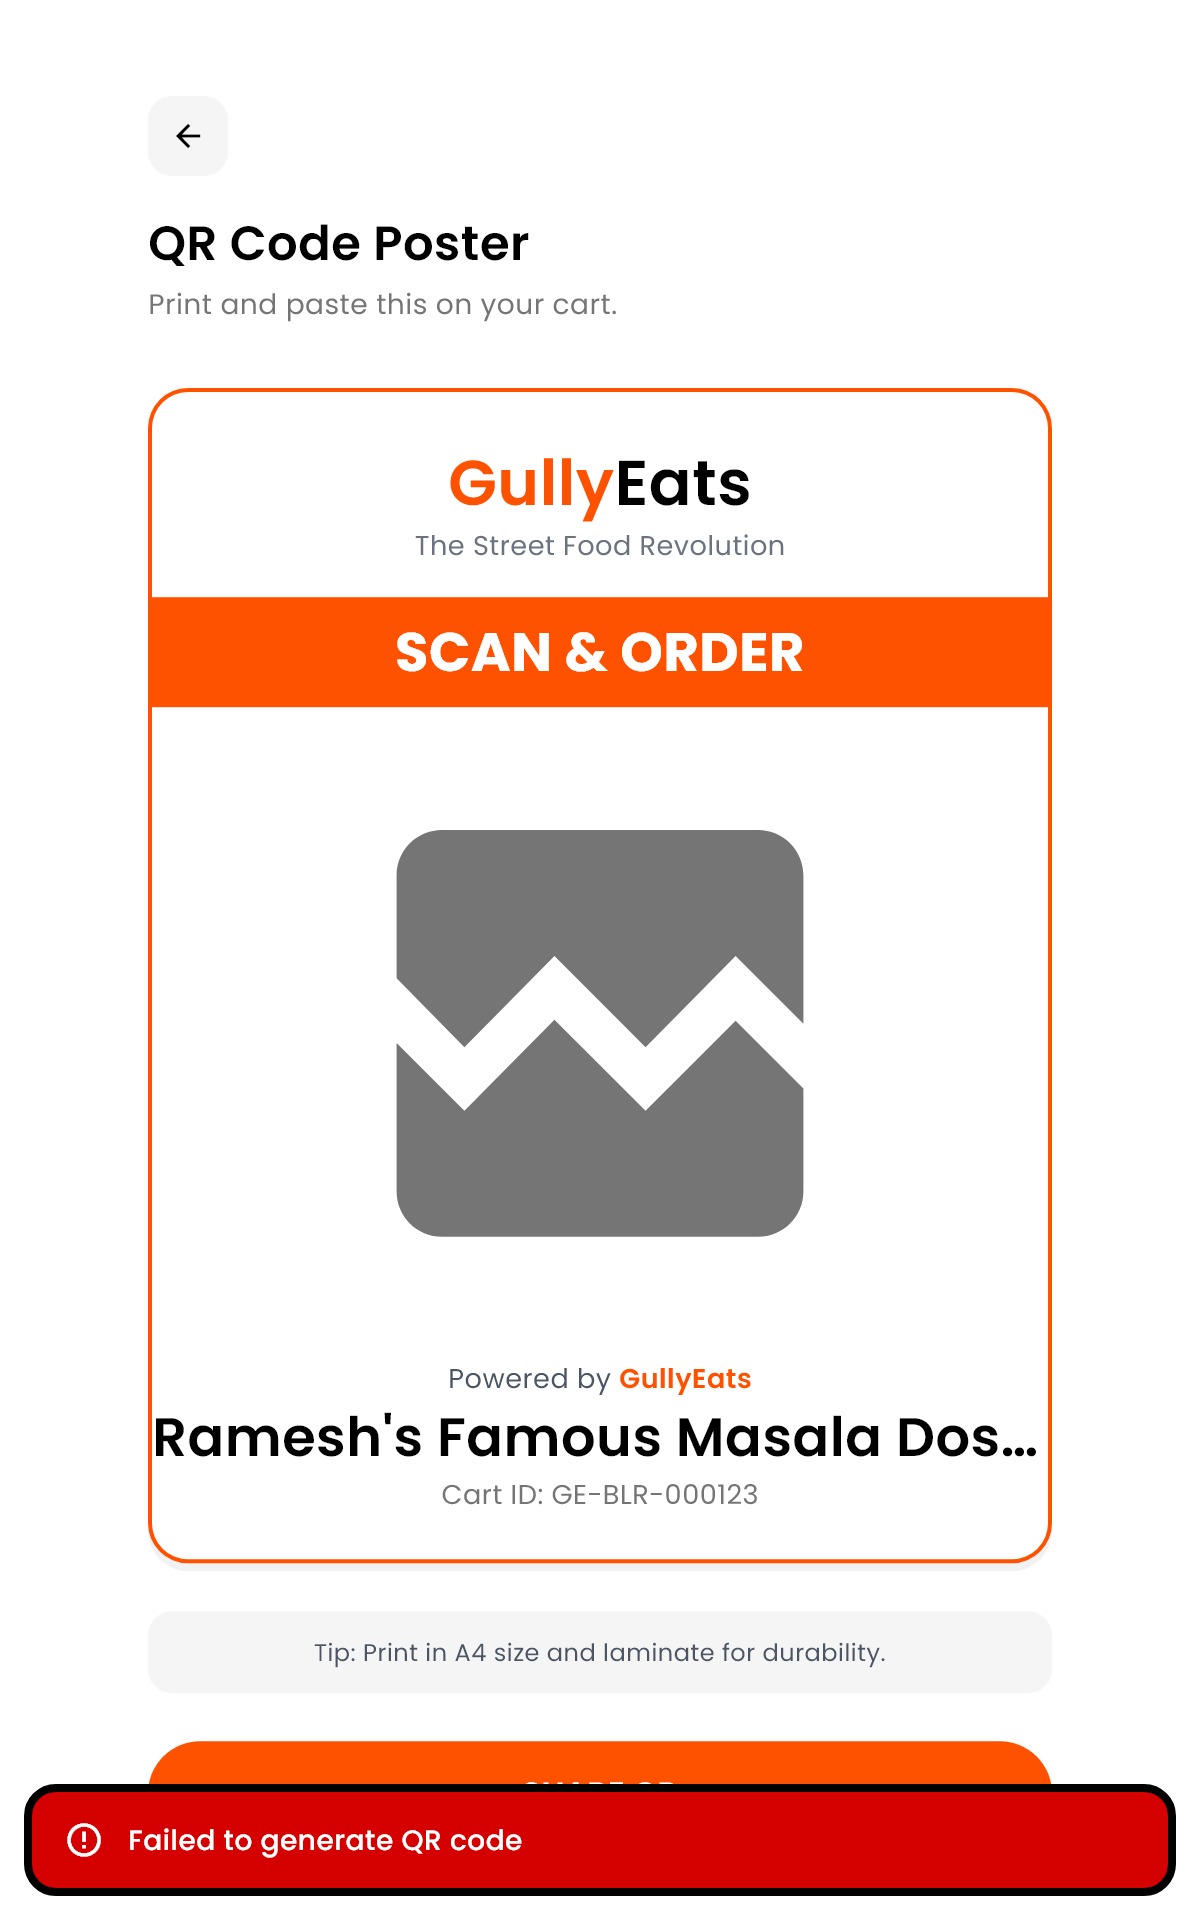 QR Code Poster
Print and paste this on your cart.
GullyEats
The Street Food Revolution
SCAN & ORDER
Powered by GullyEats
Ramesh's Famous Masala Dos...
Cart ID: GE-BLR-000123
Tip: Print in A4 size and laminate for durability.
Failed to generate QR code